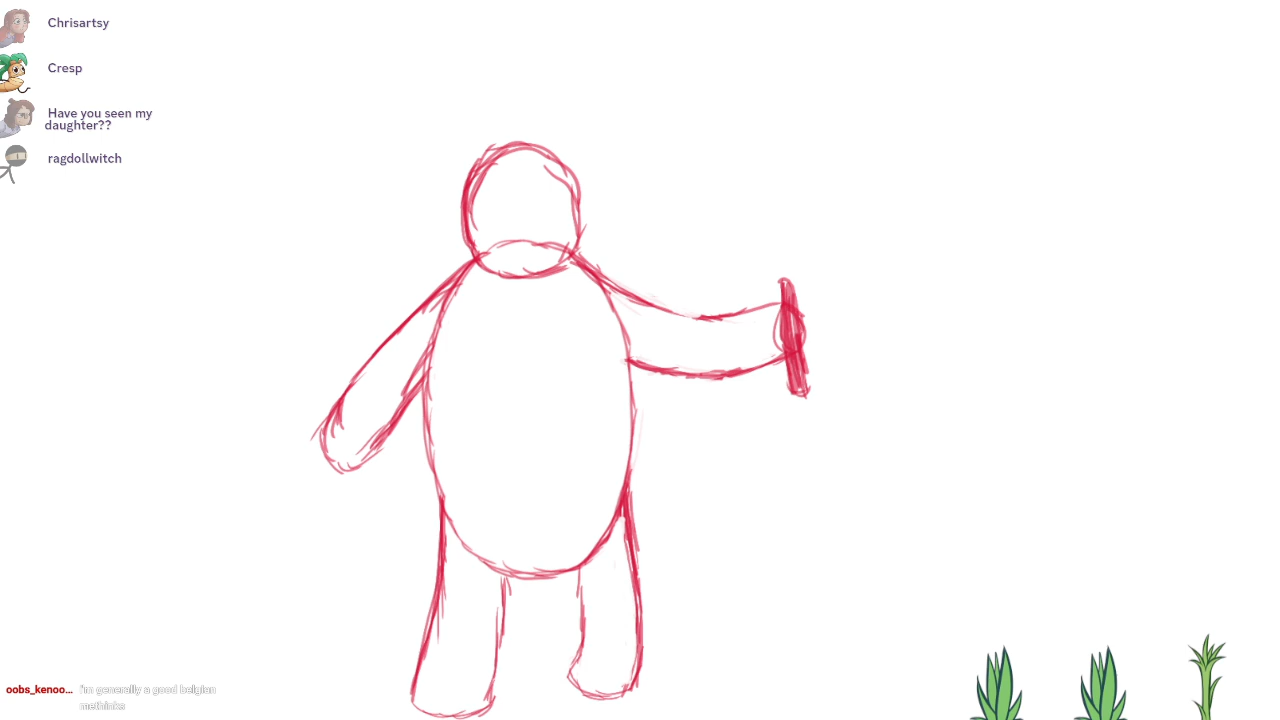 Chrisartsy
Cresp
Have you seen my
daughter??
ragdollwitch
oobs_kenoo... i'm generally a good belgian
methinks